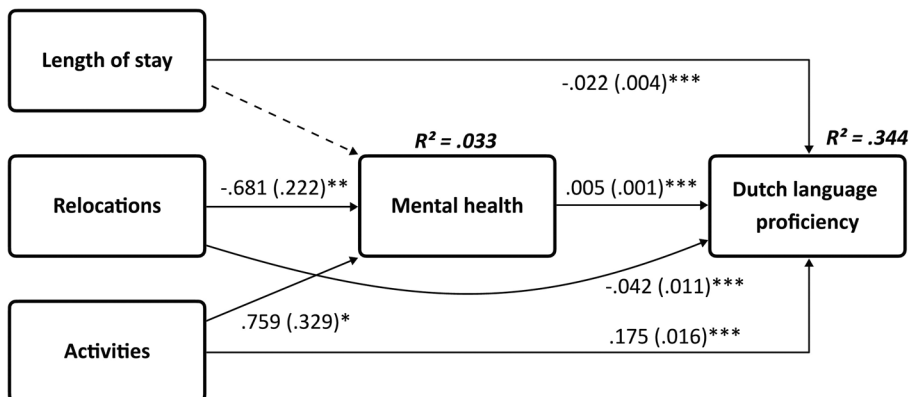 Length of stay
-.022 (.004)***
R² = .033
R² = .344
Relocations
-.681 (.222)**
Mental health
.005 (.001)***
Dutch language
proficiency
-.042 (.011)***
.759 (.329)*
.175 (.016)***
Activities